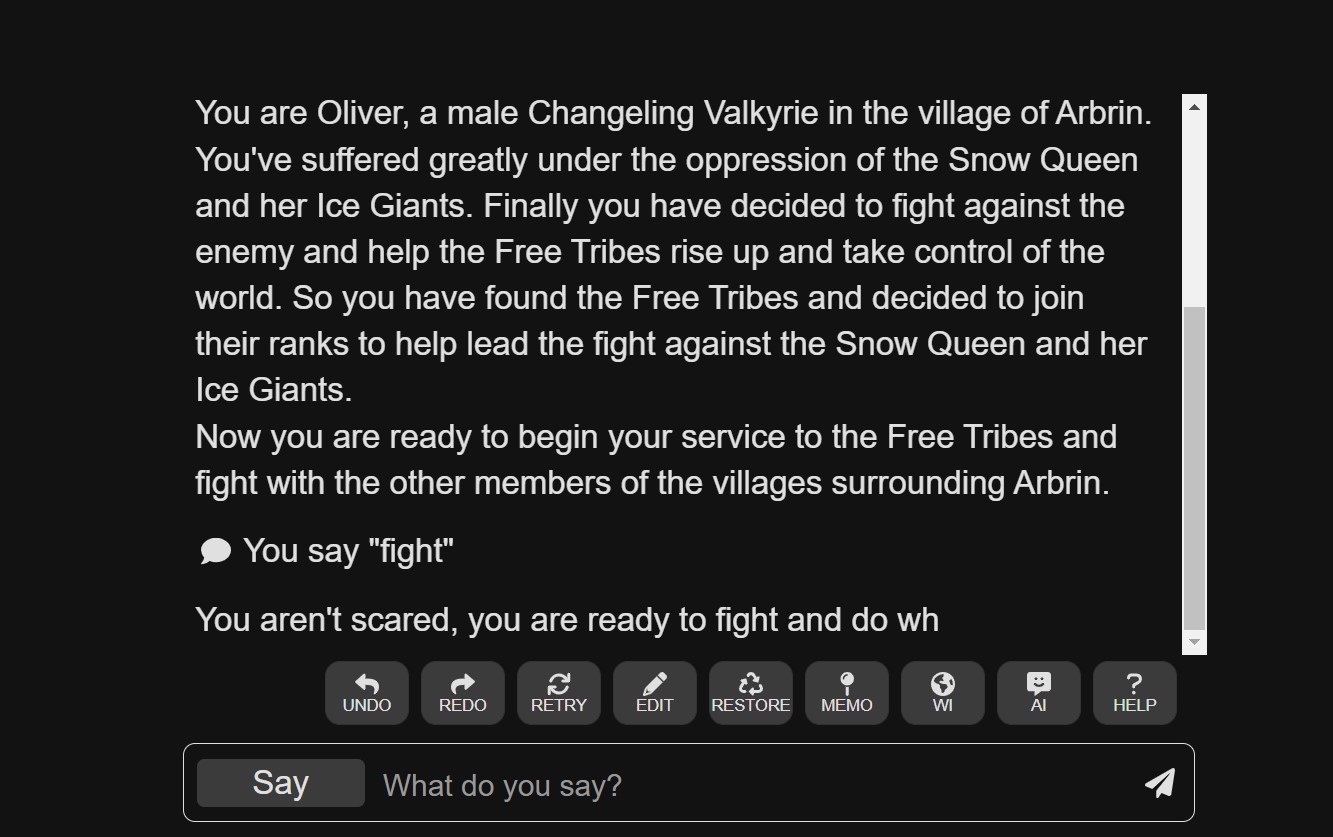 You are Oliver, a male Changeling Valkyrie in the village of Arbrin.
You've suffered greatly under the oppression of the Snow Queen
and her Ice Giants. Finally you have decided to fight against the
enemy and help the Free Tribes rise up and take control of the
world. So you have found the Free Tribes and decided to join
their ranks to help lead the fight against the Snow Queen and her
Ice Giants.
Now you are ready to begin your service to the Free Tribes and
fight with the other members of the villages surrounding Arbrin.
You say "fight"
You aren't scared, you are ready to fight and do wh
UNDO REDO RETRY EDIT RESTORE MEMO WI AI HELP
Say What do you say?